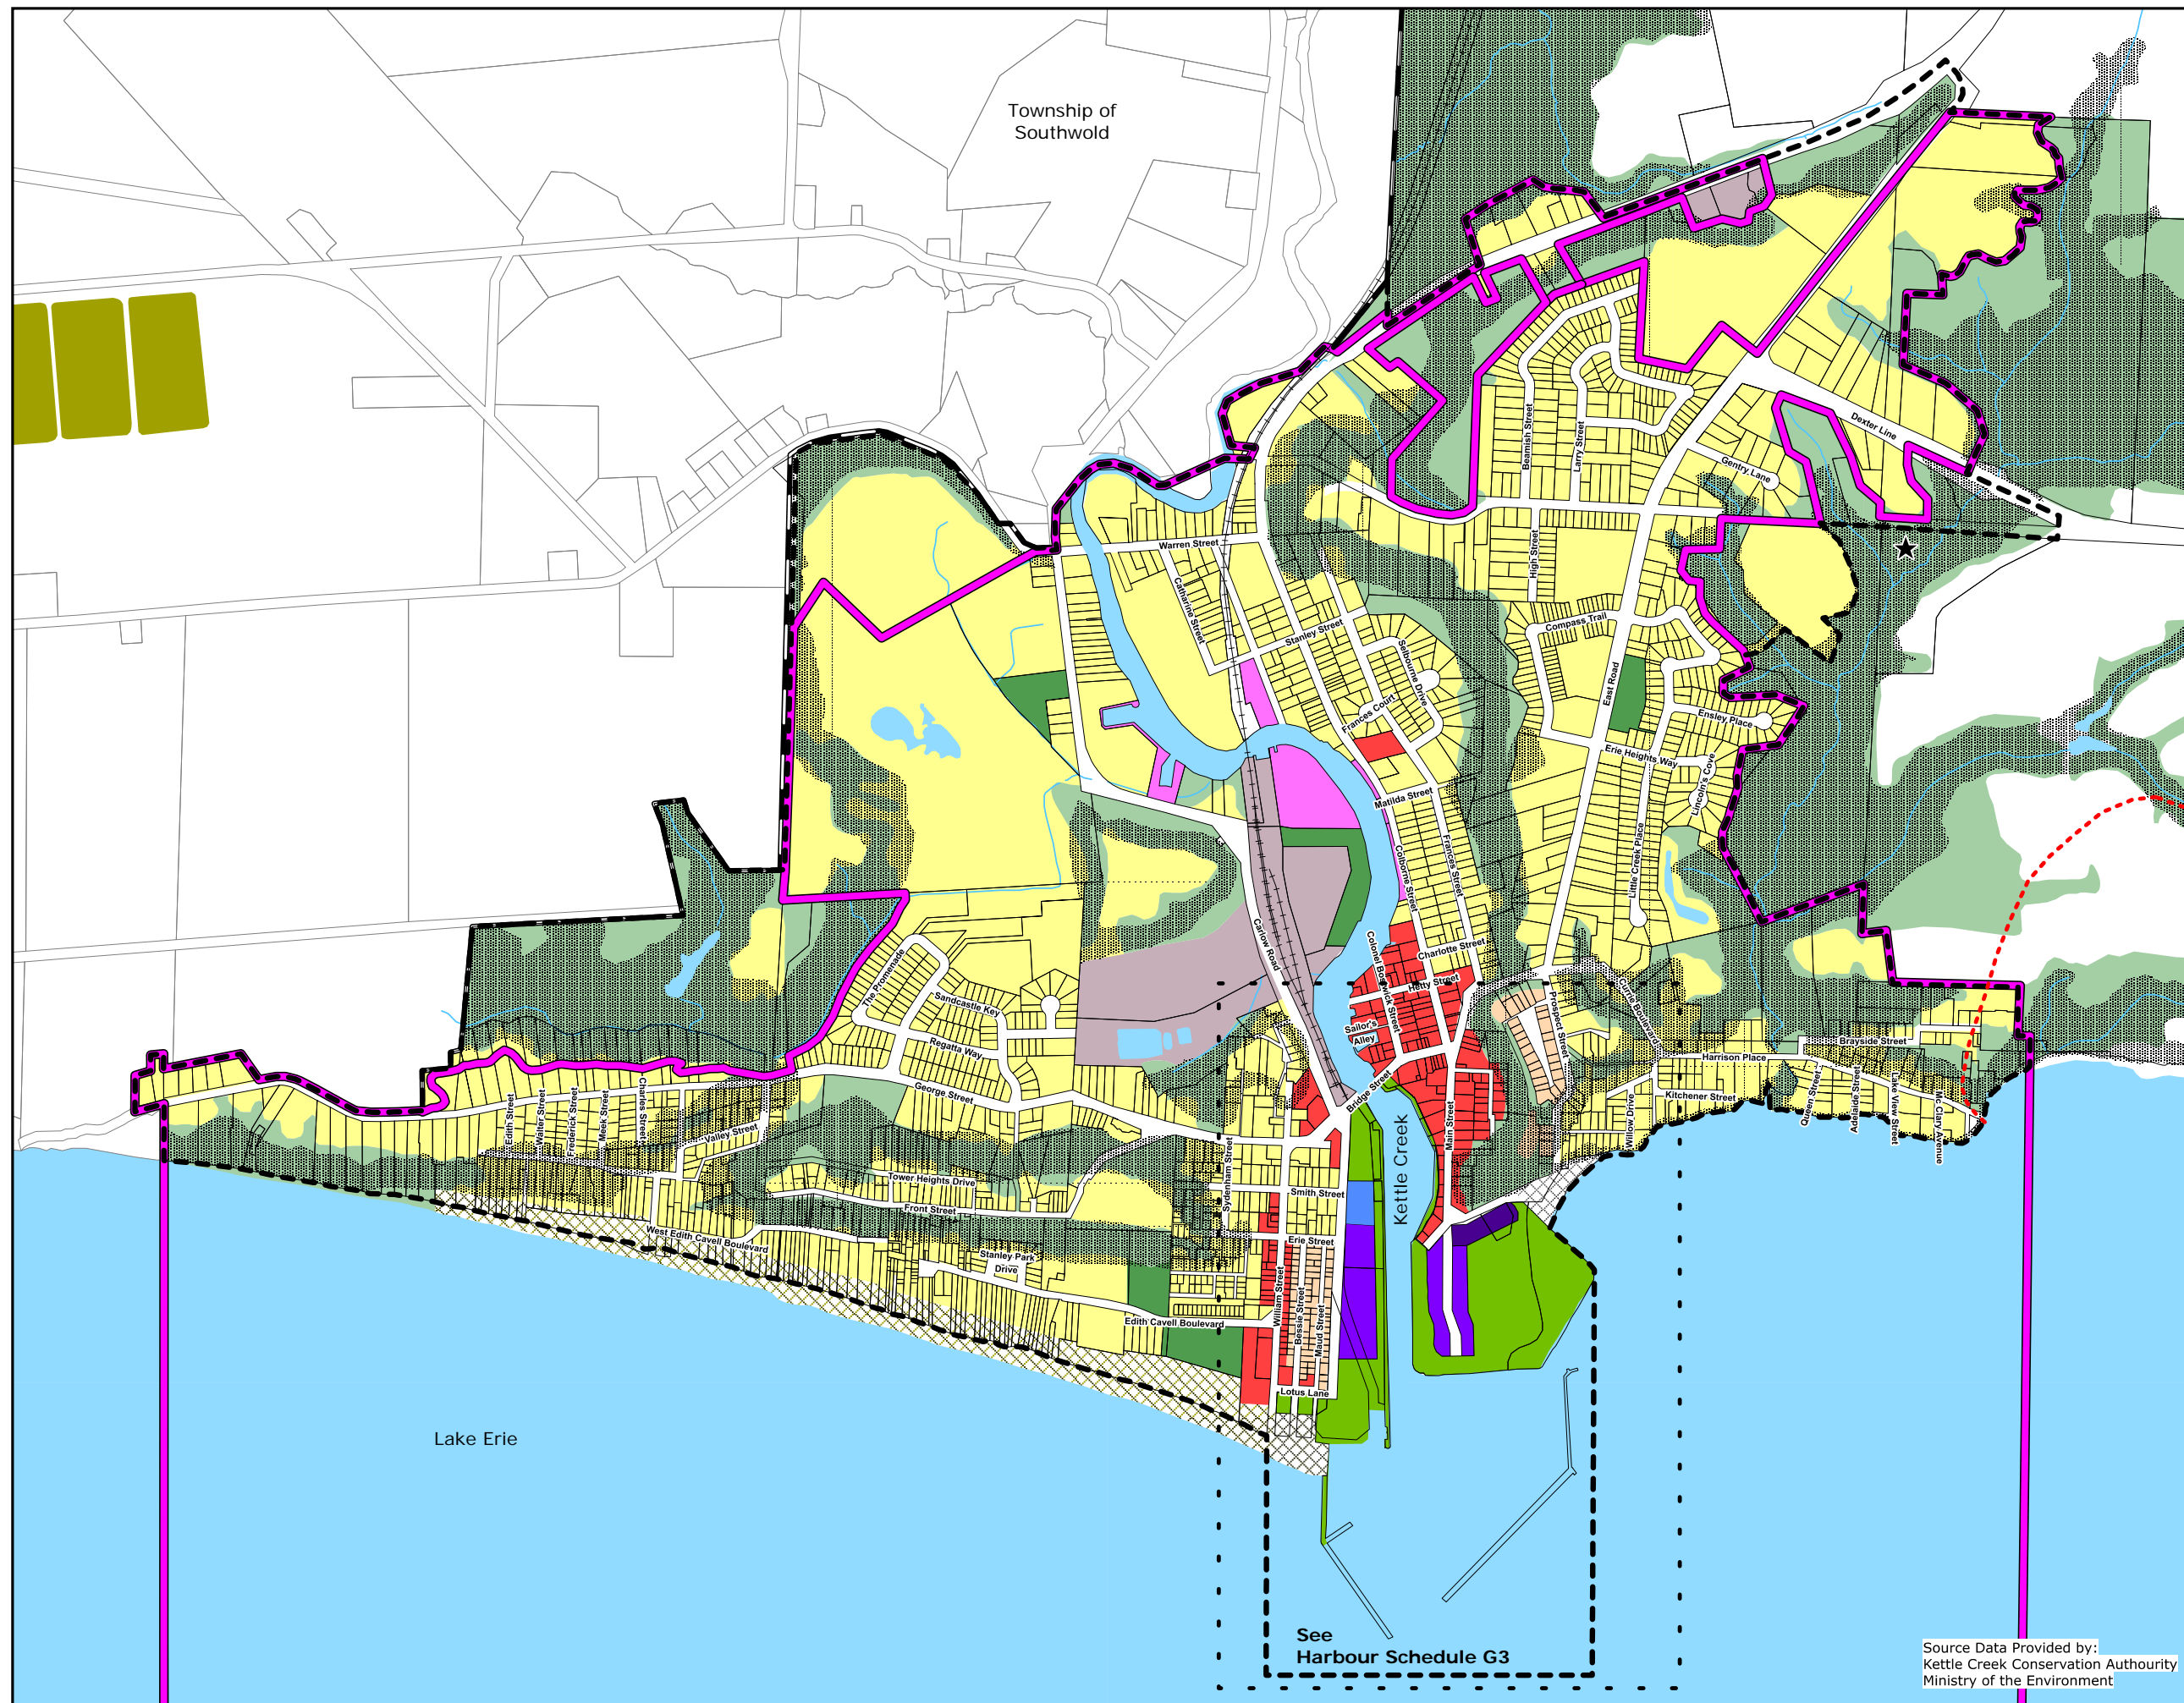 Township of
Southwold
Dexter Line
Beamish Street
Larry Street
Gentry Lane
Warren Street
High Street
Catharine Street
Stanley Street
Compass Trail
Selbourne Drive
East Road
Frances Court
Ensley Place
Erie Heights Way
Lincoln's Cove
Matilda Street
Frances Street
Colborne Street
Little Creek Place
Carlow Road
Charlotte Street
Colonel Bostwick Street
Hetty Street
The Promenade
Sandcastle Key
Prospect Street
Currie Boulevard
Sailor's
Alley
Regatta Way
Brayside Street
Harrison Place
George Street
Bridge Street
Kitchener Street
Edith Street
Walter Street
Frederick Street
Meek Street
Charles Street
Valley Street
Main Street
Willow Drive
Queen Street
Adelaide Street
Lake View Street
Mc Clary Avenue
Kettle Creek
Sydenham Street
Tower Heights Drive
Smith Street
Front Street
West Edith Cavell Boulevard
Erie Street
Stanley Park
Drive
William Street
Bessie Street
Maud Street
Edith Cavell Boulevard
Lotus Lane
Lake Erie
See
Harbour Schedule G3
Source Data Provided by:
Kettle Creek Conservation Authourity
Ministry of the Environment